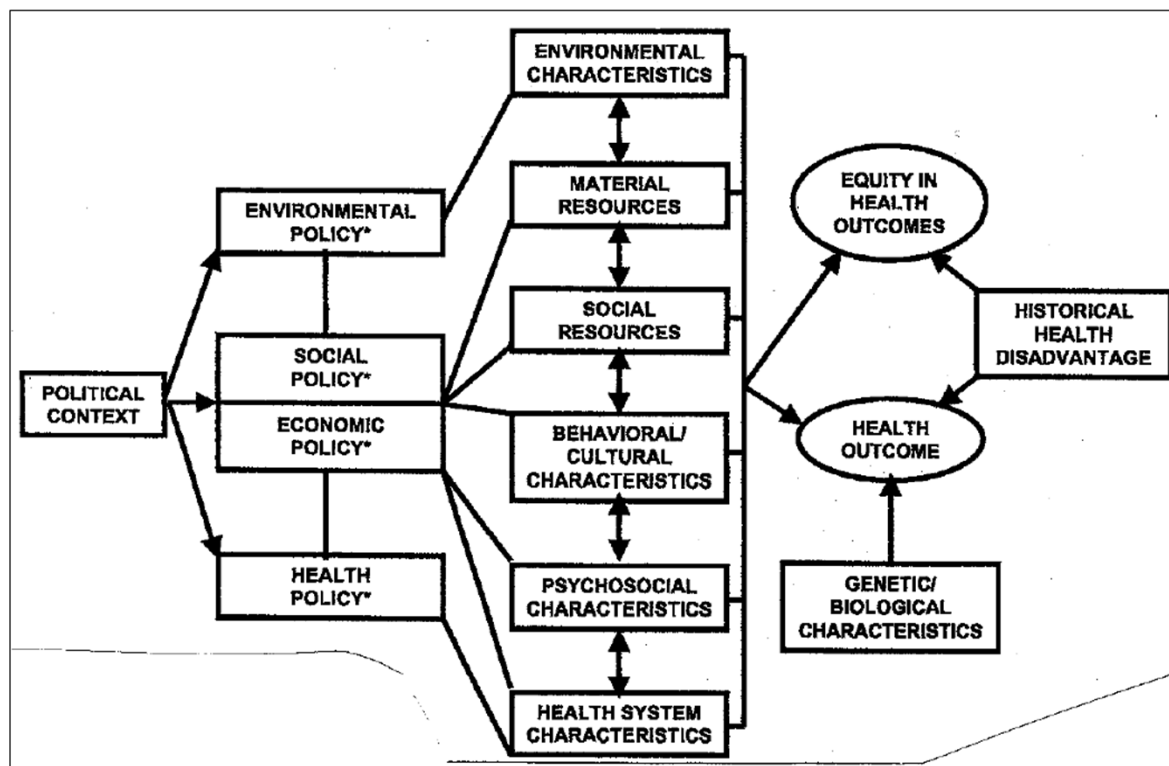 ENVIRONMENTAL
CHARACTERISTICS
MATERIAL
RESOURCES
EQUITY IN
HEALTH
OUTCOMES
ENVIRONMENTAL
POLICY*
SOCIAL
RESOURCES
HISTORICAL
HEALTH
DISADVANTAGE
SOCIAL
POLICY*
POLITICAL
CONTEXT
ECONOMIC
POLICY*
BEHAVIORAL/
CULTURAL
CHARACTERISTICS
HEALTH
OUTCOME
HEALTH
POLICY*
PSYCHOSOCIAL
CHARACTERISTICS
GENETIC/
BIOLOGICAL
CHARACTERISTICS
HEALTH SYSTEM
CHARACTERISTICS